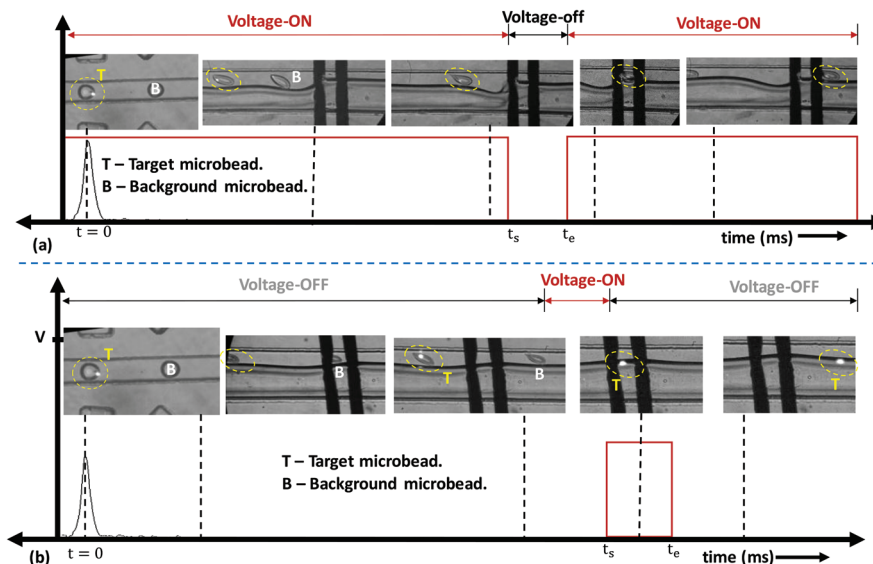 Voltage-ON
Voltage-off
Voltage-ON
T
B
B
T – Target microbead.
B – Background microbead.
t = 0
ts
te
time (ms)
(a)
Voltage-OFF
Voltage-ON
Voltage-OFF
V
T
B
B
T
B
T
T
T – Target microbead.
B – Background microbead.
t = 0
ts
te
time (ms)
(b)